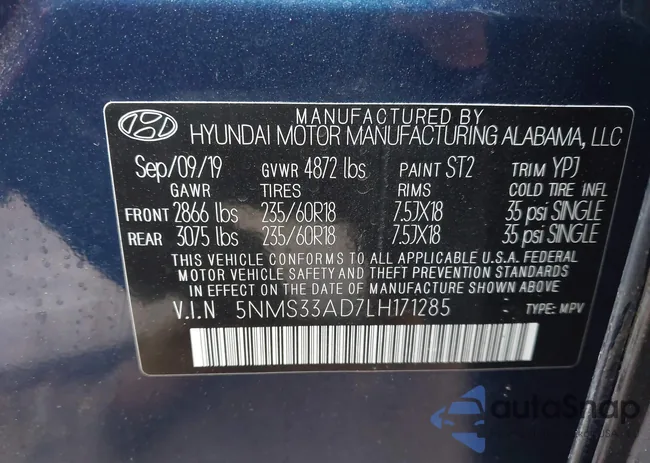 MANUFACTURED BY
HYUNDAI MOTOR MANUFACTURING ALABAMA, LLC
Sep/09/19 GVWR 4872 lbs PAINT ST2 TRIM YPJ
GAWR TIRES RIMS COLD TIRE INFL
FRONT 2866 lbs 235/60R18 7.5JX18 35 psi SINGLE
REAR 3075 lbs 235/60R18 7.5JX18 35 psi SINGLE
THIS VEHICLE CONFORMS TO ALL APPLICABLE U.S.A. FEDERAL
MOTOR VEHICLE SAFETY AND THEFT PREVENTION STANDARDS
IN EFFECT ON THE DATE OF MANUFACTURE SHOWN ABOVE
V.I.N 5NMS33AD7LH171285 TYPE: MPV
autoSnap